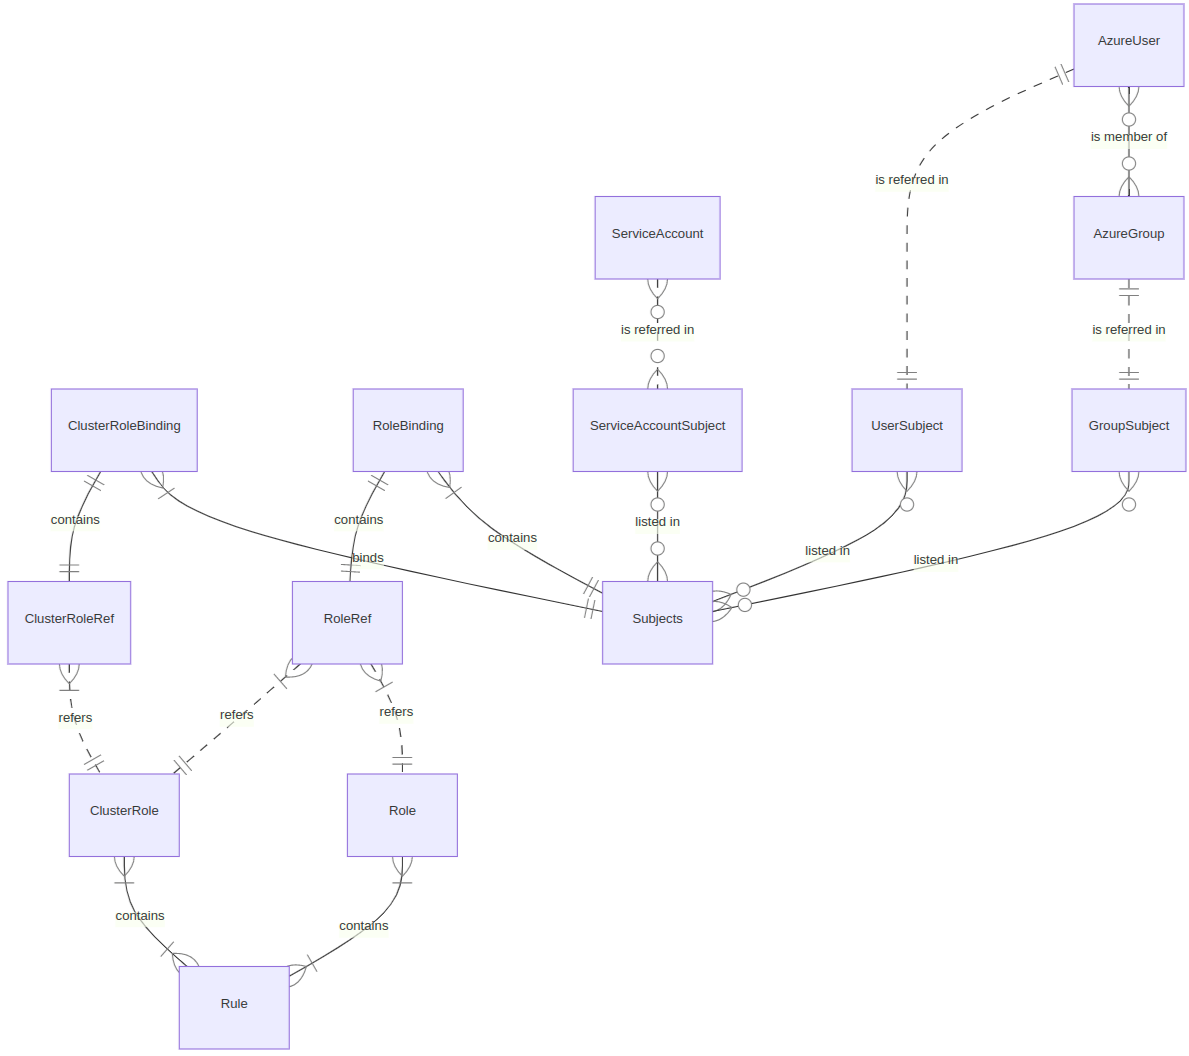 AzureUser
is member of
is referred in
ServiceAccount
AzureGroup
is referred in
is referred in
ClusterRoleBinding
RoleBinding
ServiceAccountSubject
UserSubject
GroupSubject
contains
contains
listed in
contains
binds
listed in
listed in
ClusterRoleRef
RoleRef
Subjects
refers
refers
refers
ClusterRole
Role
contains
contains
Rule